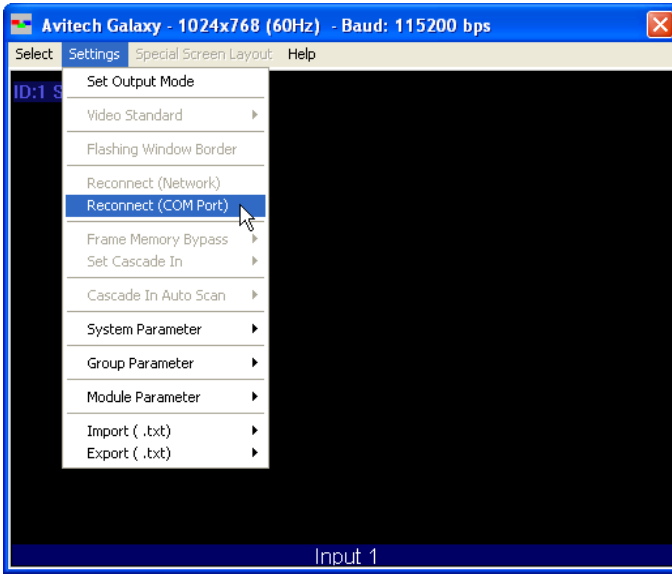 Avitech Galaxy - 1024x768 (60Hz) - Baud: 115200 bps
Select Settings Special Screen Layout Help
ID:1 S
Set Output Mode
Video Standard
Flashing Window Border
Reconnect (Network)
Reconnect (COM Port)
Frame Memory Bypass
Set Cascade In
Cascade In Auto Scan
System Parameter
Group Parameter
Module Parameter
Import ( .txt)
Export ( .txt)
Input 1